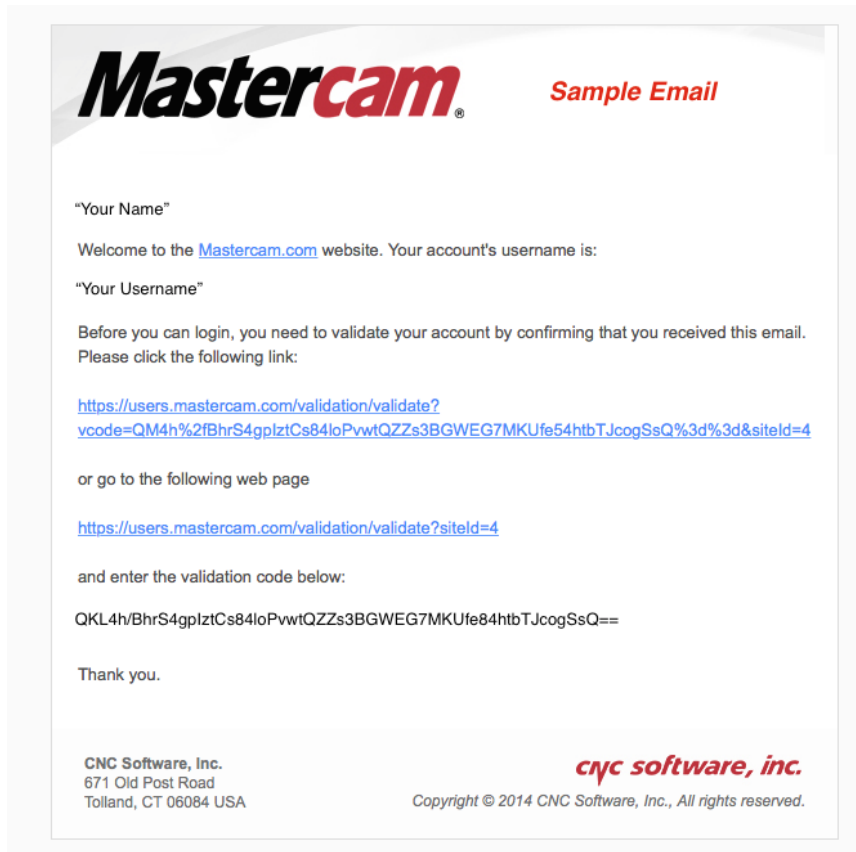 Mastercam®
Sample Email
“Your Name”
Welcome to the Mastercam.com website. Your account's username is:
“Your Username”
Before you can login, you need to validate your account by confirming that you received this email.
Please click the following link:
https://users.mastercam.com/validation/validate?
vcode=QM4h%2fBhrS4gpIztCs84loPvwtQZZs3BGWEG7MKUfe54htbTJcogSsQ%3d%3d&siteId=4
or go to the following web page
https://users.mastercam.com/validation/validate?siteId=4
and enter the validation code below:
QKL4h/BhrS4gpIztCs84loPvwtQZZs3BGWEG7MKUfe84htbTJcogSsQ==
Thank you.
CNC Software, Inc.
671 Old Post Road
Tolland, CT 06084 USA
cnc software, inc.
Copyright © 2014 CNC Software, Inc., All rights reserved.